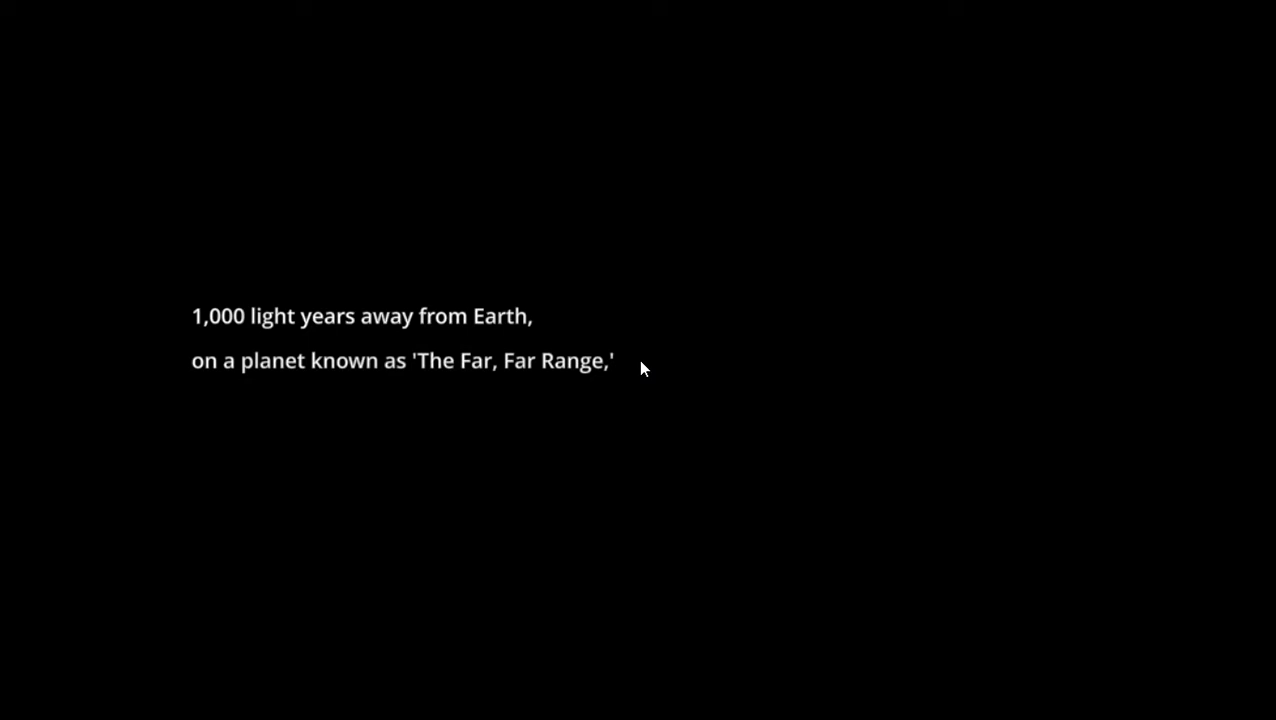 1,000 light years away from Earth,
on a planet known as 'The Far, Far Range,'